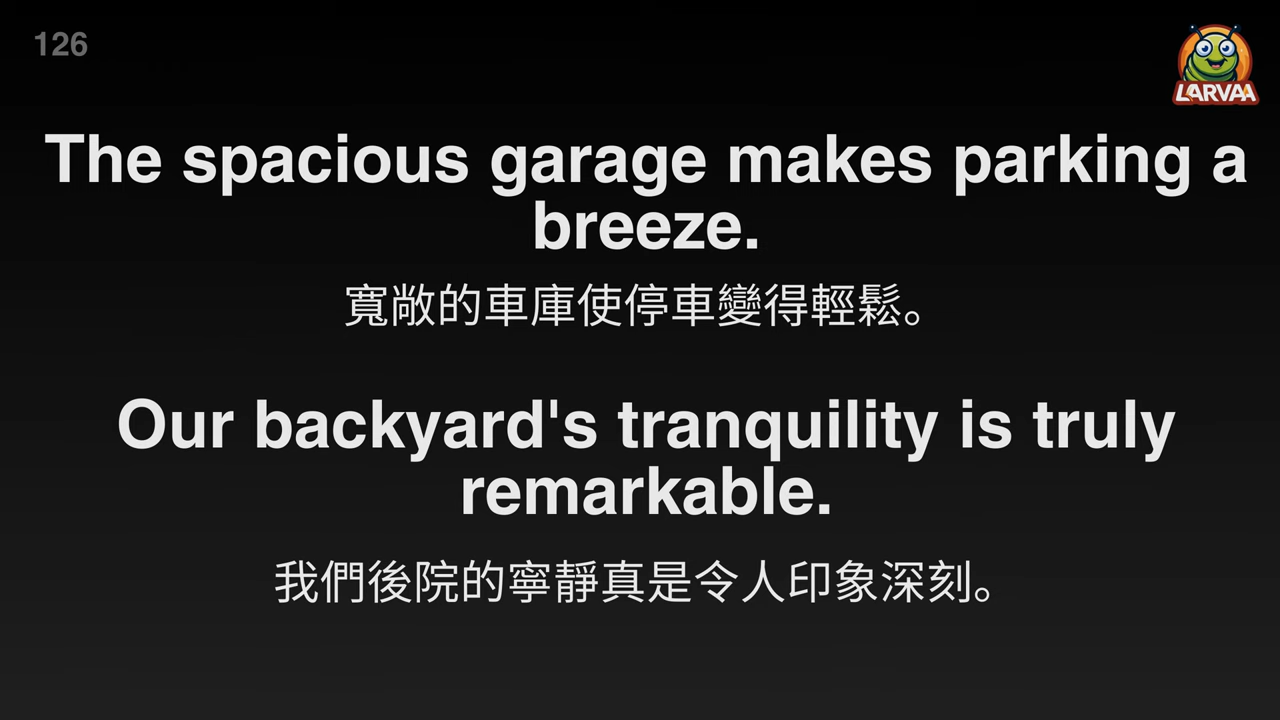 126
LARVAA
The spacious garage makes parking a
breeze.
寬敞的車庫使停車變得輕鬆。
Our backyard's tranquility is truly
remarkable.
我們後院的寧靜真是令人印象深刻。